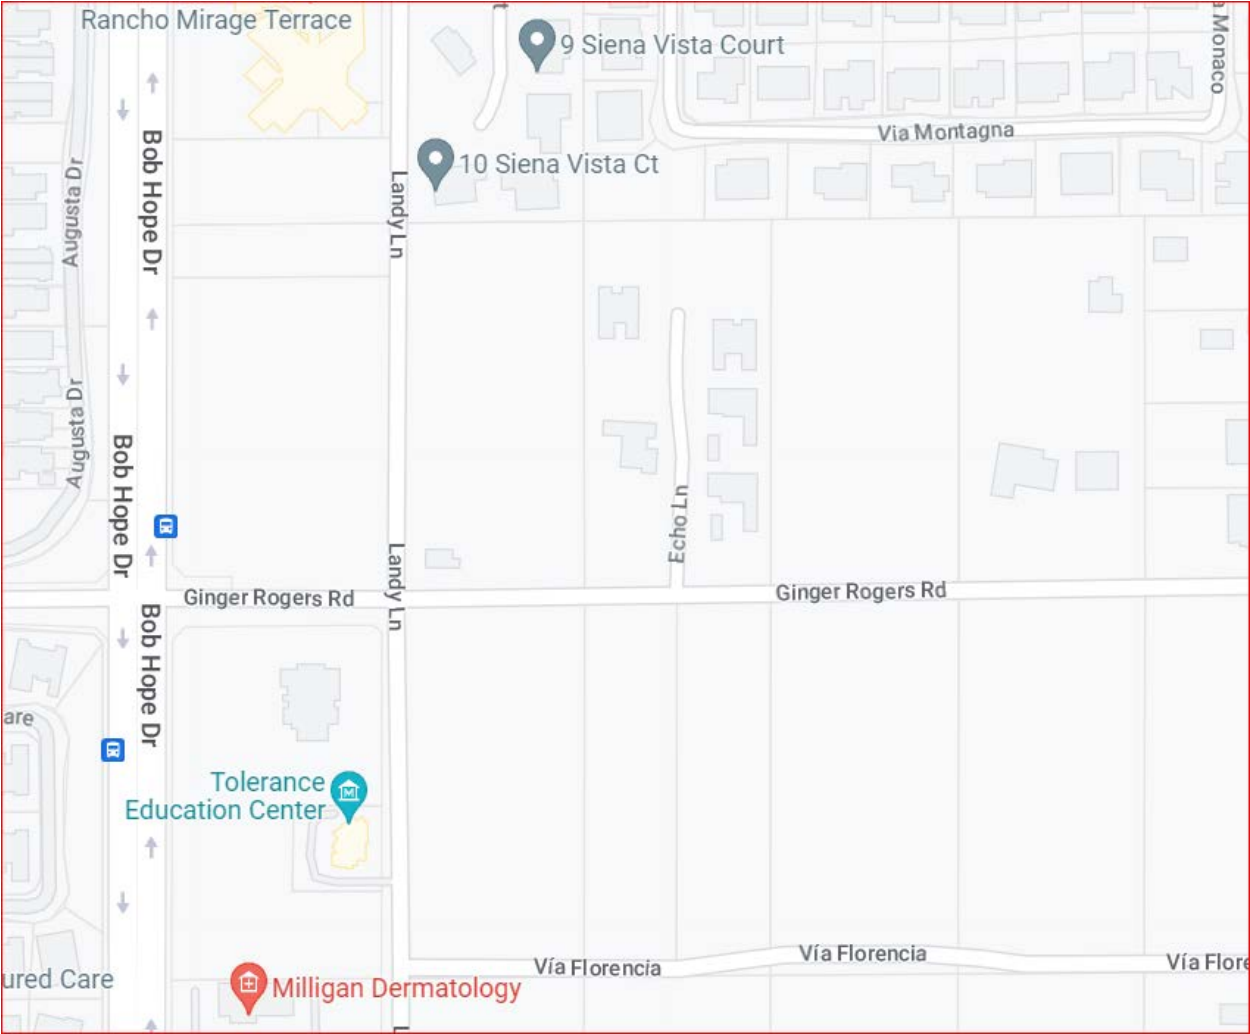 Rancho Mirage Terrace
t
9 Siena Vista Court
a Monaco
Via Montagna
Bob Hope Dr
Augusta Dr
10 Siena Vista Ct
Landy Ln
Augusta Dr
Bob Hope Dr
Echo Ln
Landy Ln
Ginger Rogers Rd
Ginger Rogers Rd
Bob Hope Dr
are
Tolerance
Education Center
Vía Florencia
Vía Florencia
Vía Flore
ured Care
Milligan Dermatology
L